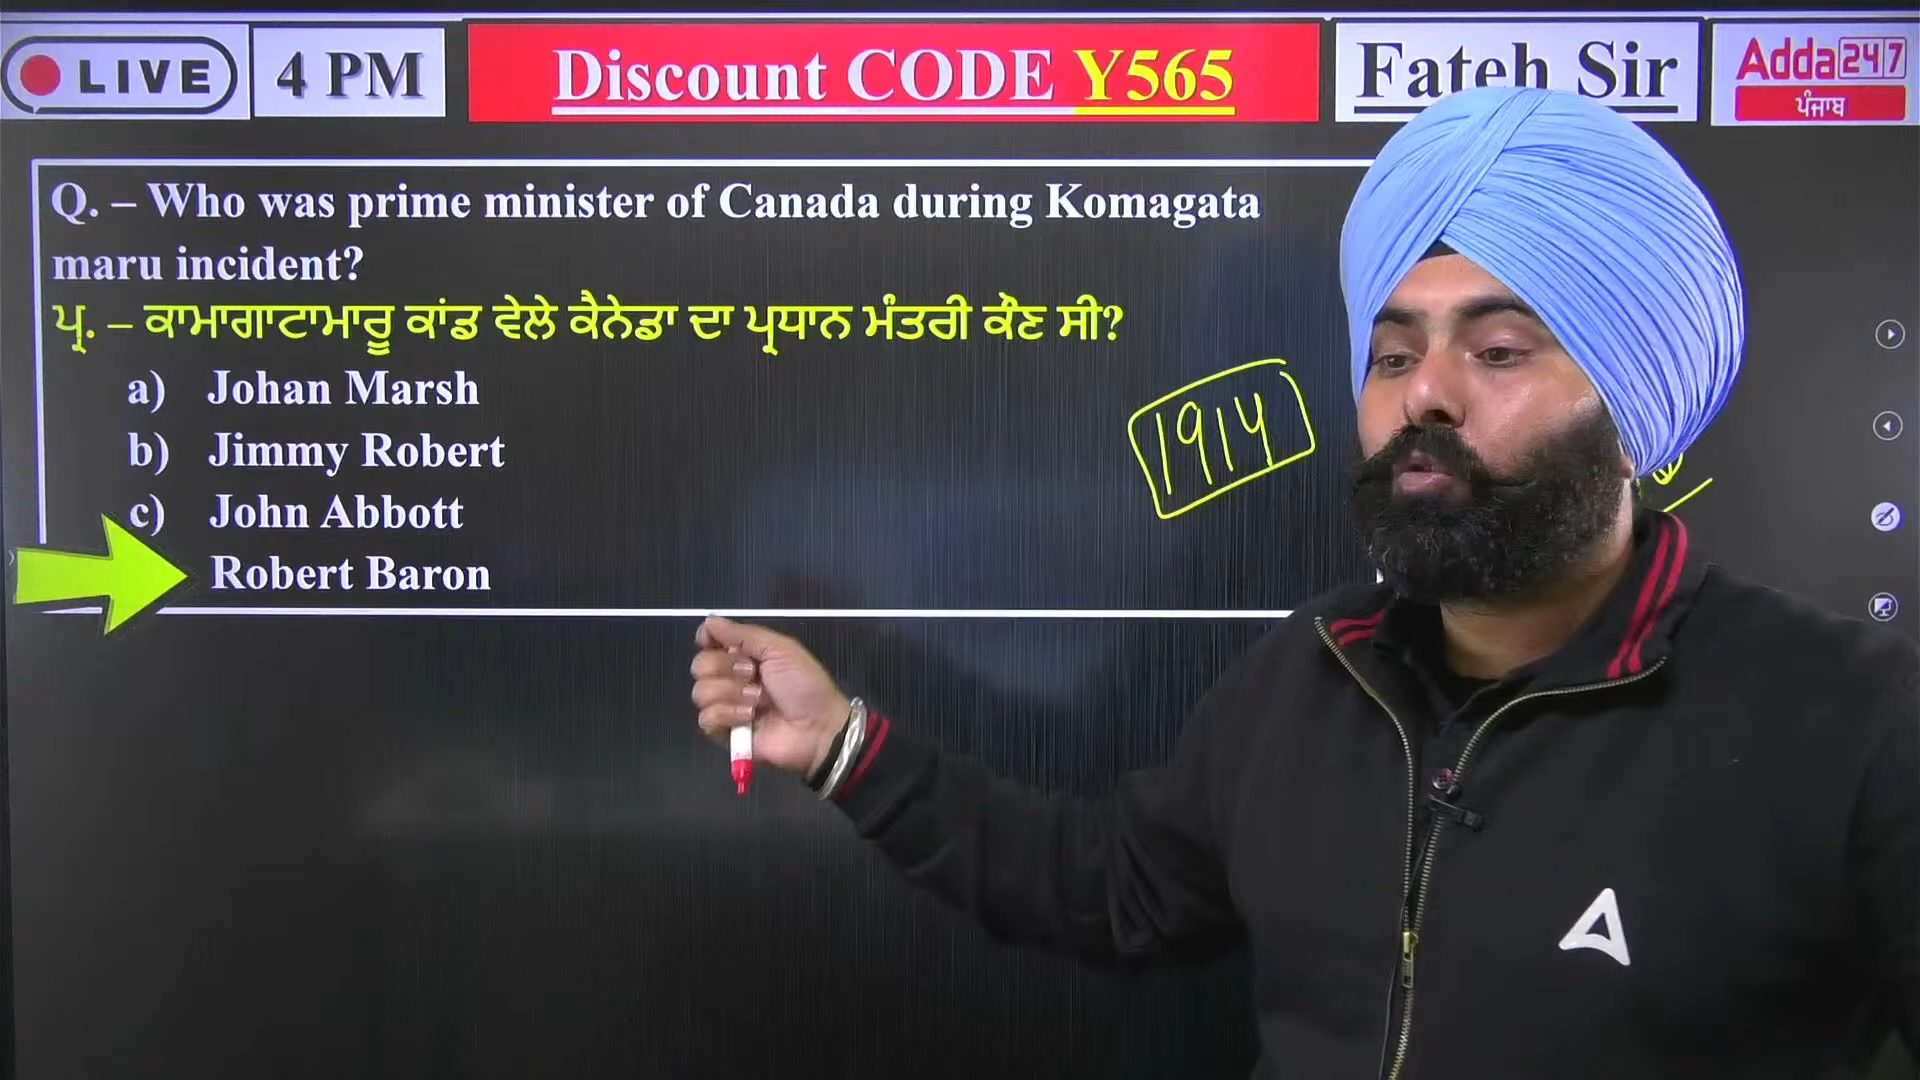 LIVE
4 PM
Discount CODE Y565
Fateh Sir
Adda247
ਪੰਜਾਬ
Q. – Who was prime minister of Canada during Komagata
maru incident?
ਪ੍ਰ. – ਕਾਮਾਗਾਟਾਮਾਰੂ ਕਾਂਡ ਵੇਲੇ ਕੈਨੇਡਾ ਦਾ ਪ੍ਰਧਾਨ ਮੰਤਰੀ ਕੌਣ ਸੀ?
a) Johan Marsh
b) Jimmy Robert
c) John Abbott
Robert Baron
1914